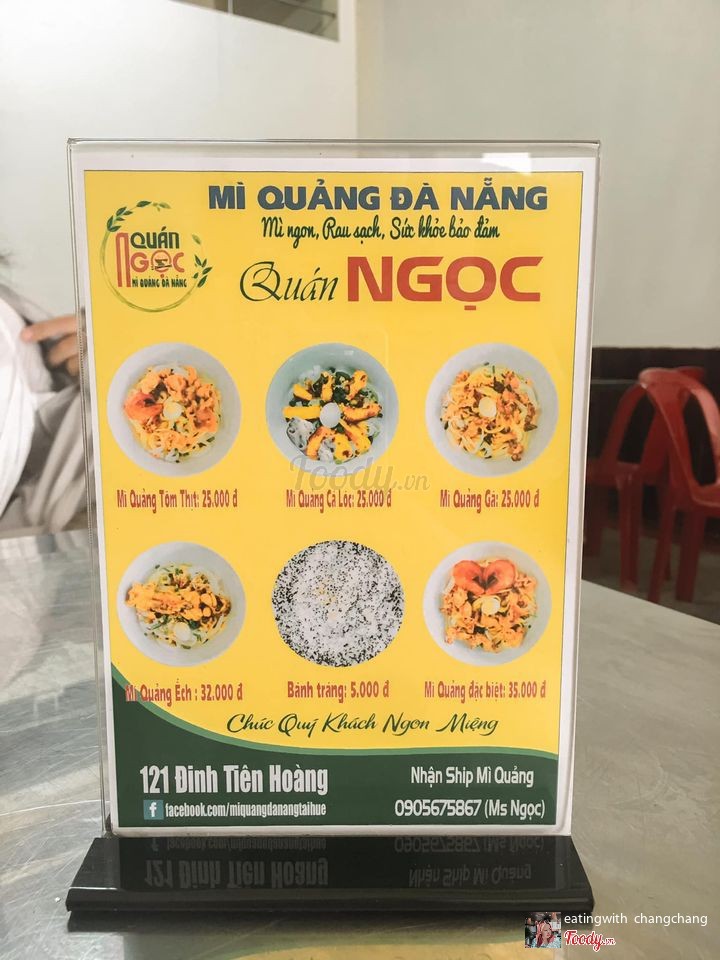 MÌ QUẢNG ĐÀ NẴNG
Mì ngon, Rau sạch, Sức khỏe bảo đảm
QUÁN
NGỌC
MÌ QUẢNG ĐÀ NẴNG
Quán NGỌC
Foody.vn
Mì Quảng Tôm Thịt: 25.000 đ
Mì Quảng Cá Lóc: 25.000 đ
Mì Quảng Gà: 25.000 đ
Mì Quảng Ếch : 32.000 đ
Bánh tráng: 5.000 đ
Mì Quảng đặc biệt: 35.000 đ
Chúc Quý Khách Ngon Miệng
121 Đinh Tiên Hoàng
facebook.com/miquangdanangtaihue
Nhận Ship Mì Quảng
0905675867 (Ms Ngọc)
eatingwith changchang
Foody.vn